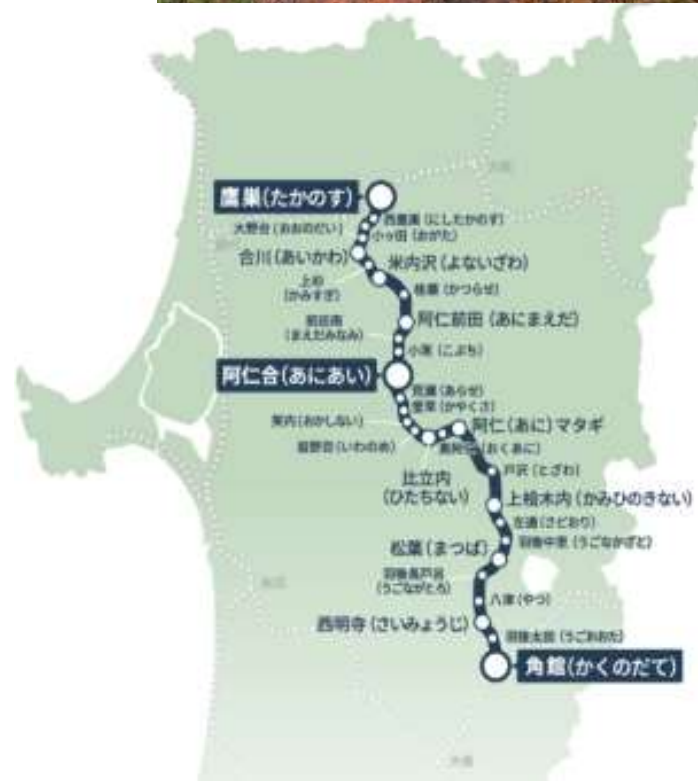 鷹巣(たかのす)
西鷹巣(にしたかのす)
大野台(おおのだい)
小ヶ田(おがた)
合川(あいかわ)
米内沢(よないざわ)
上杉
(かみすぎ)
桂瀬(かつらせ)
前田南
(まえだみなみ)
阿仁前田(あにまえだ)
小渕(こぶち)
阿仁合(あにあい)
荒瀬(あらせ)
萱草(かやくさ)
笑内(おかしない)
阿仁(あに)マタギ
岩野目(いわのめ)
奥阿仁(おくあに)
戸沢(とざわ)
比立内
(ひたちない)
上桧木内(かみひのきない)
左通(さどおり)
羽後中里(うごなかざと)
松葉(まつば)
羽後長戸呂
(うごながとろ)
八津(やつ)
西明寺(さいみょうじ)
羽後太田(うごおおた)
角館(かくのだて)